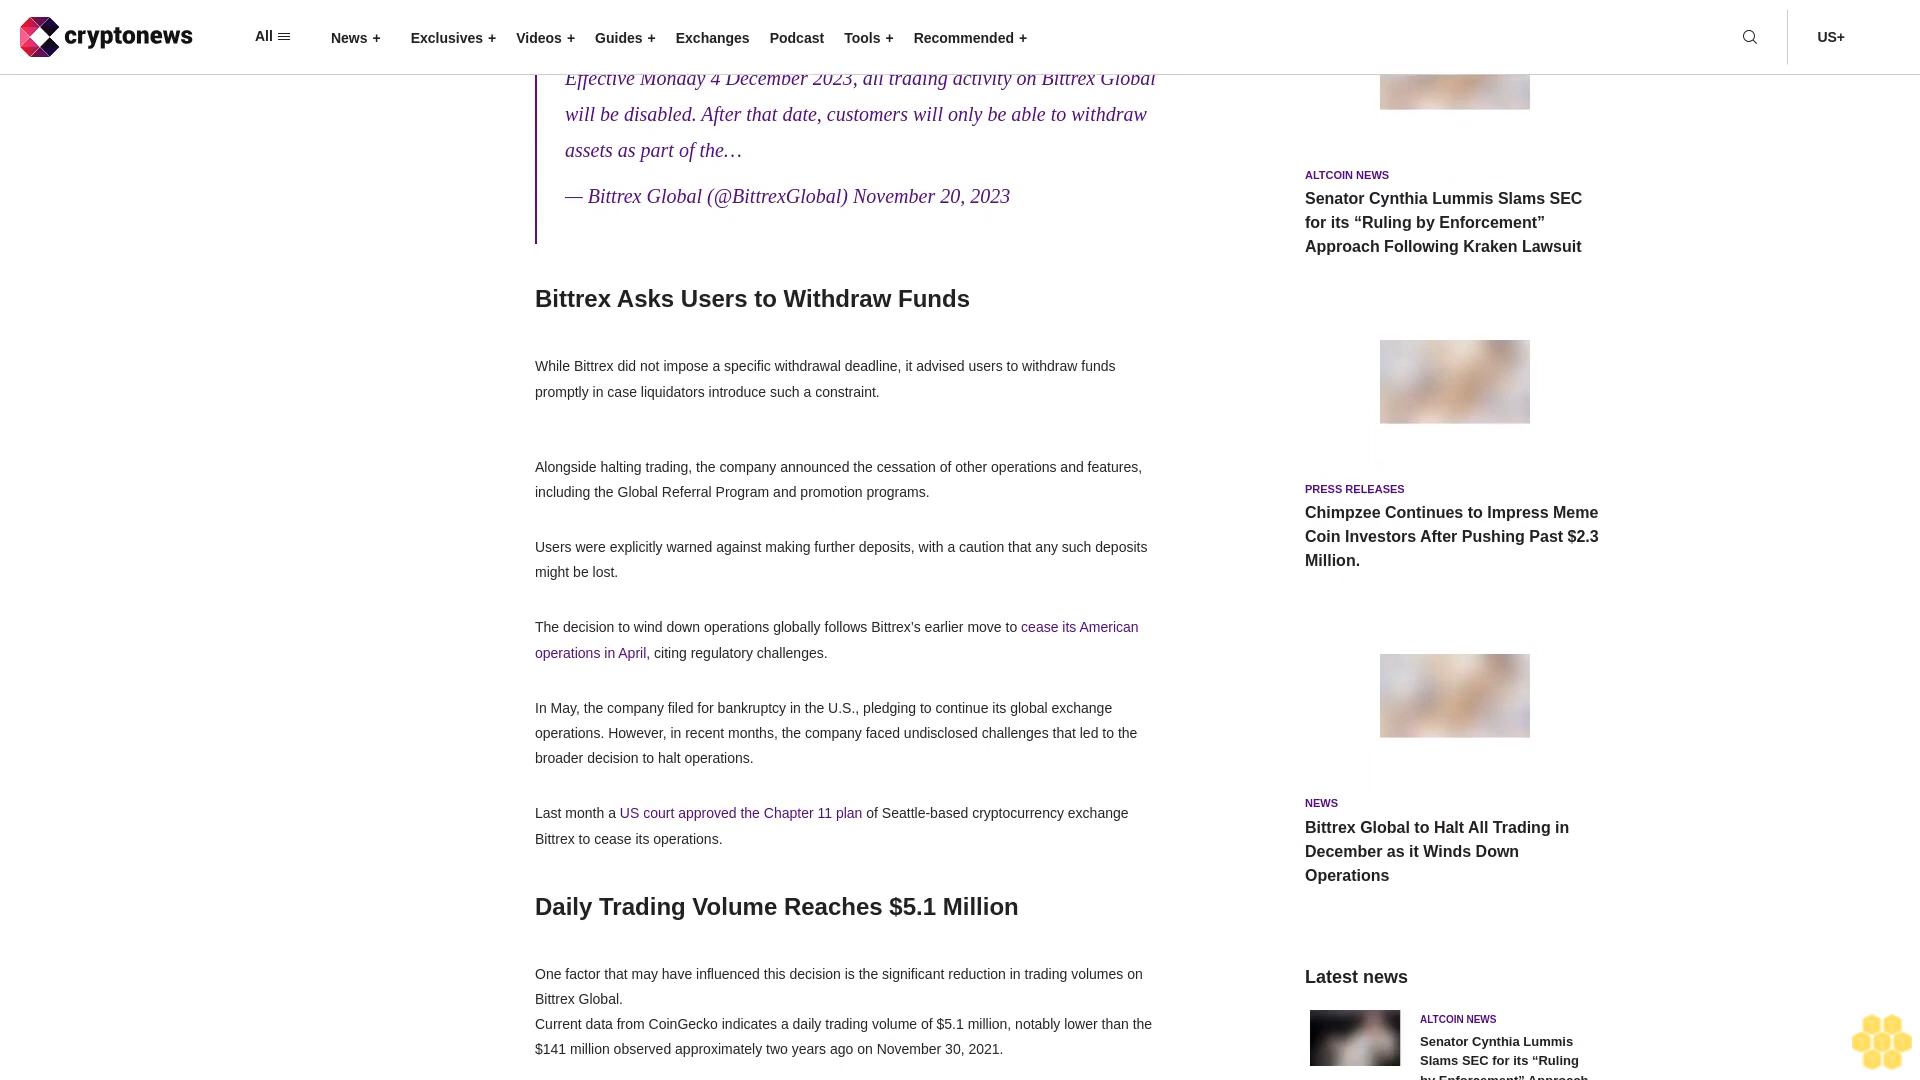 cryptonews
All
News +
Exclusives +
Videos +
Guides +
Exchanges
Podcast
Tools +
Recommended +
US+
Effective Monday 4 December 2023, all trading activity on Bittrex Global
will be disabled. After that date, customers will only be able to withdraw
assets as part of the…
— Bittrex Global (@BittrexGlobal) November 20, 2023
Bittrex Asks Users to Withdraw Funds
While Bittrex did not impose a specific withdrawal deadline, it advised users to withdraw funds
promptly in case liquidators introduce such a constraint.
Alongside halting trading, the company announced the cessation of other operations and features,
including the Global Referral Program and promotion programs.
Users were explicitly warned against making further deposits, with a caution that any such deposits
might be lost.
The decision to wind down operations globally follows Bittrex's earlier move to cease its American
operations in April, citing regulatory challenges.
In May, the company filed for bankruptcy in the U.S., pledging to continue its global exchange
operations. However, in recent months, the company faced undisclosed challenges that led to the
broader decision to halt operations.
Last month a US court approved the Chapter 11 plan of Seattle-based cryptocurrency exchange
Bittrex to cease its operations.
Daily Trading Volume Reaches $5.1 Million
One factor that may have influenced this decision is the significant reduction in trading volumes on
Bittrex Global.
Current data from CoinGecko indicates a daily trading volume of $5.1 million, notably lower than the
$141 million observed approximately two years ago on November 30, 2021.
ALTCOIN NEWS
Senator Cynthia Lummis Slams SEC
for its “Ruling by Enforcement”
Approach Following Kraken Lawsuit
PRESS RELEASES
Chimpzee Continues to Impress Meme
Coin Investors After Pushing Past $2.3
Million.
NEWS
Bittrex Global to Halt All Trading in
December as it Winds Down
Operations
Latest news
ALTCOIN NEWS
Senator Cynthia Lummis
Slams SEC for its “Ruling
by Enforcement” Approach